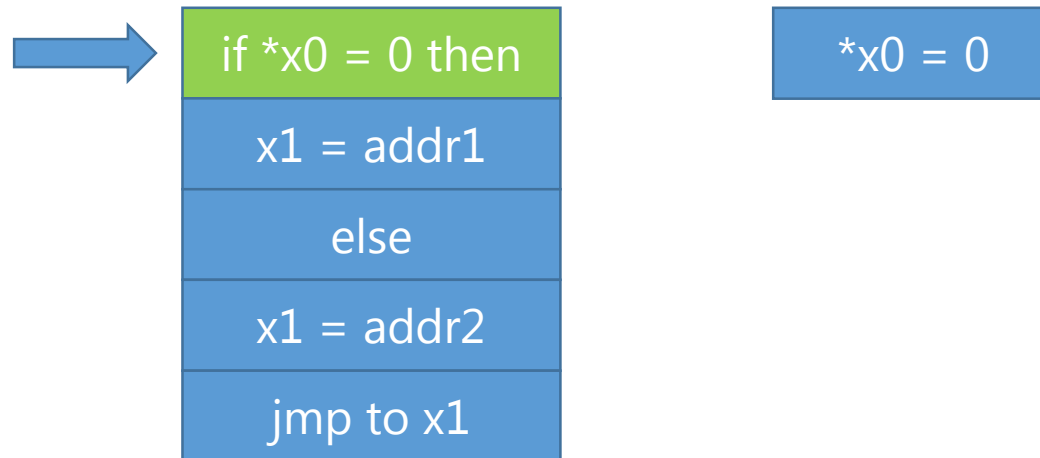 if *x0 = 0 then
*x0 = 0
x1 = addr1
else
x1 = addr2
jmp to x1